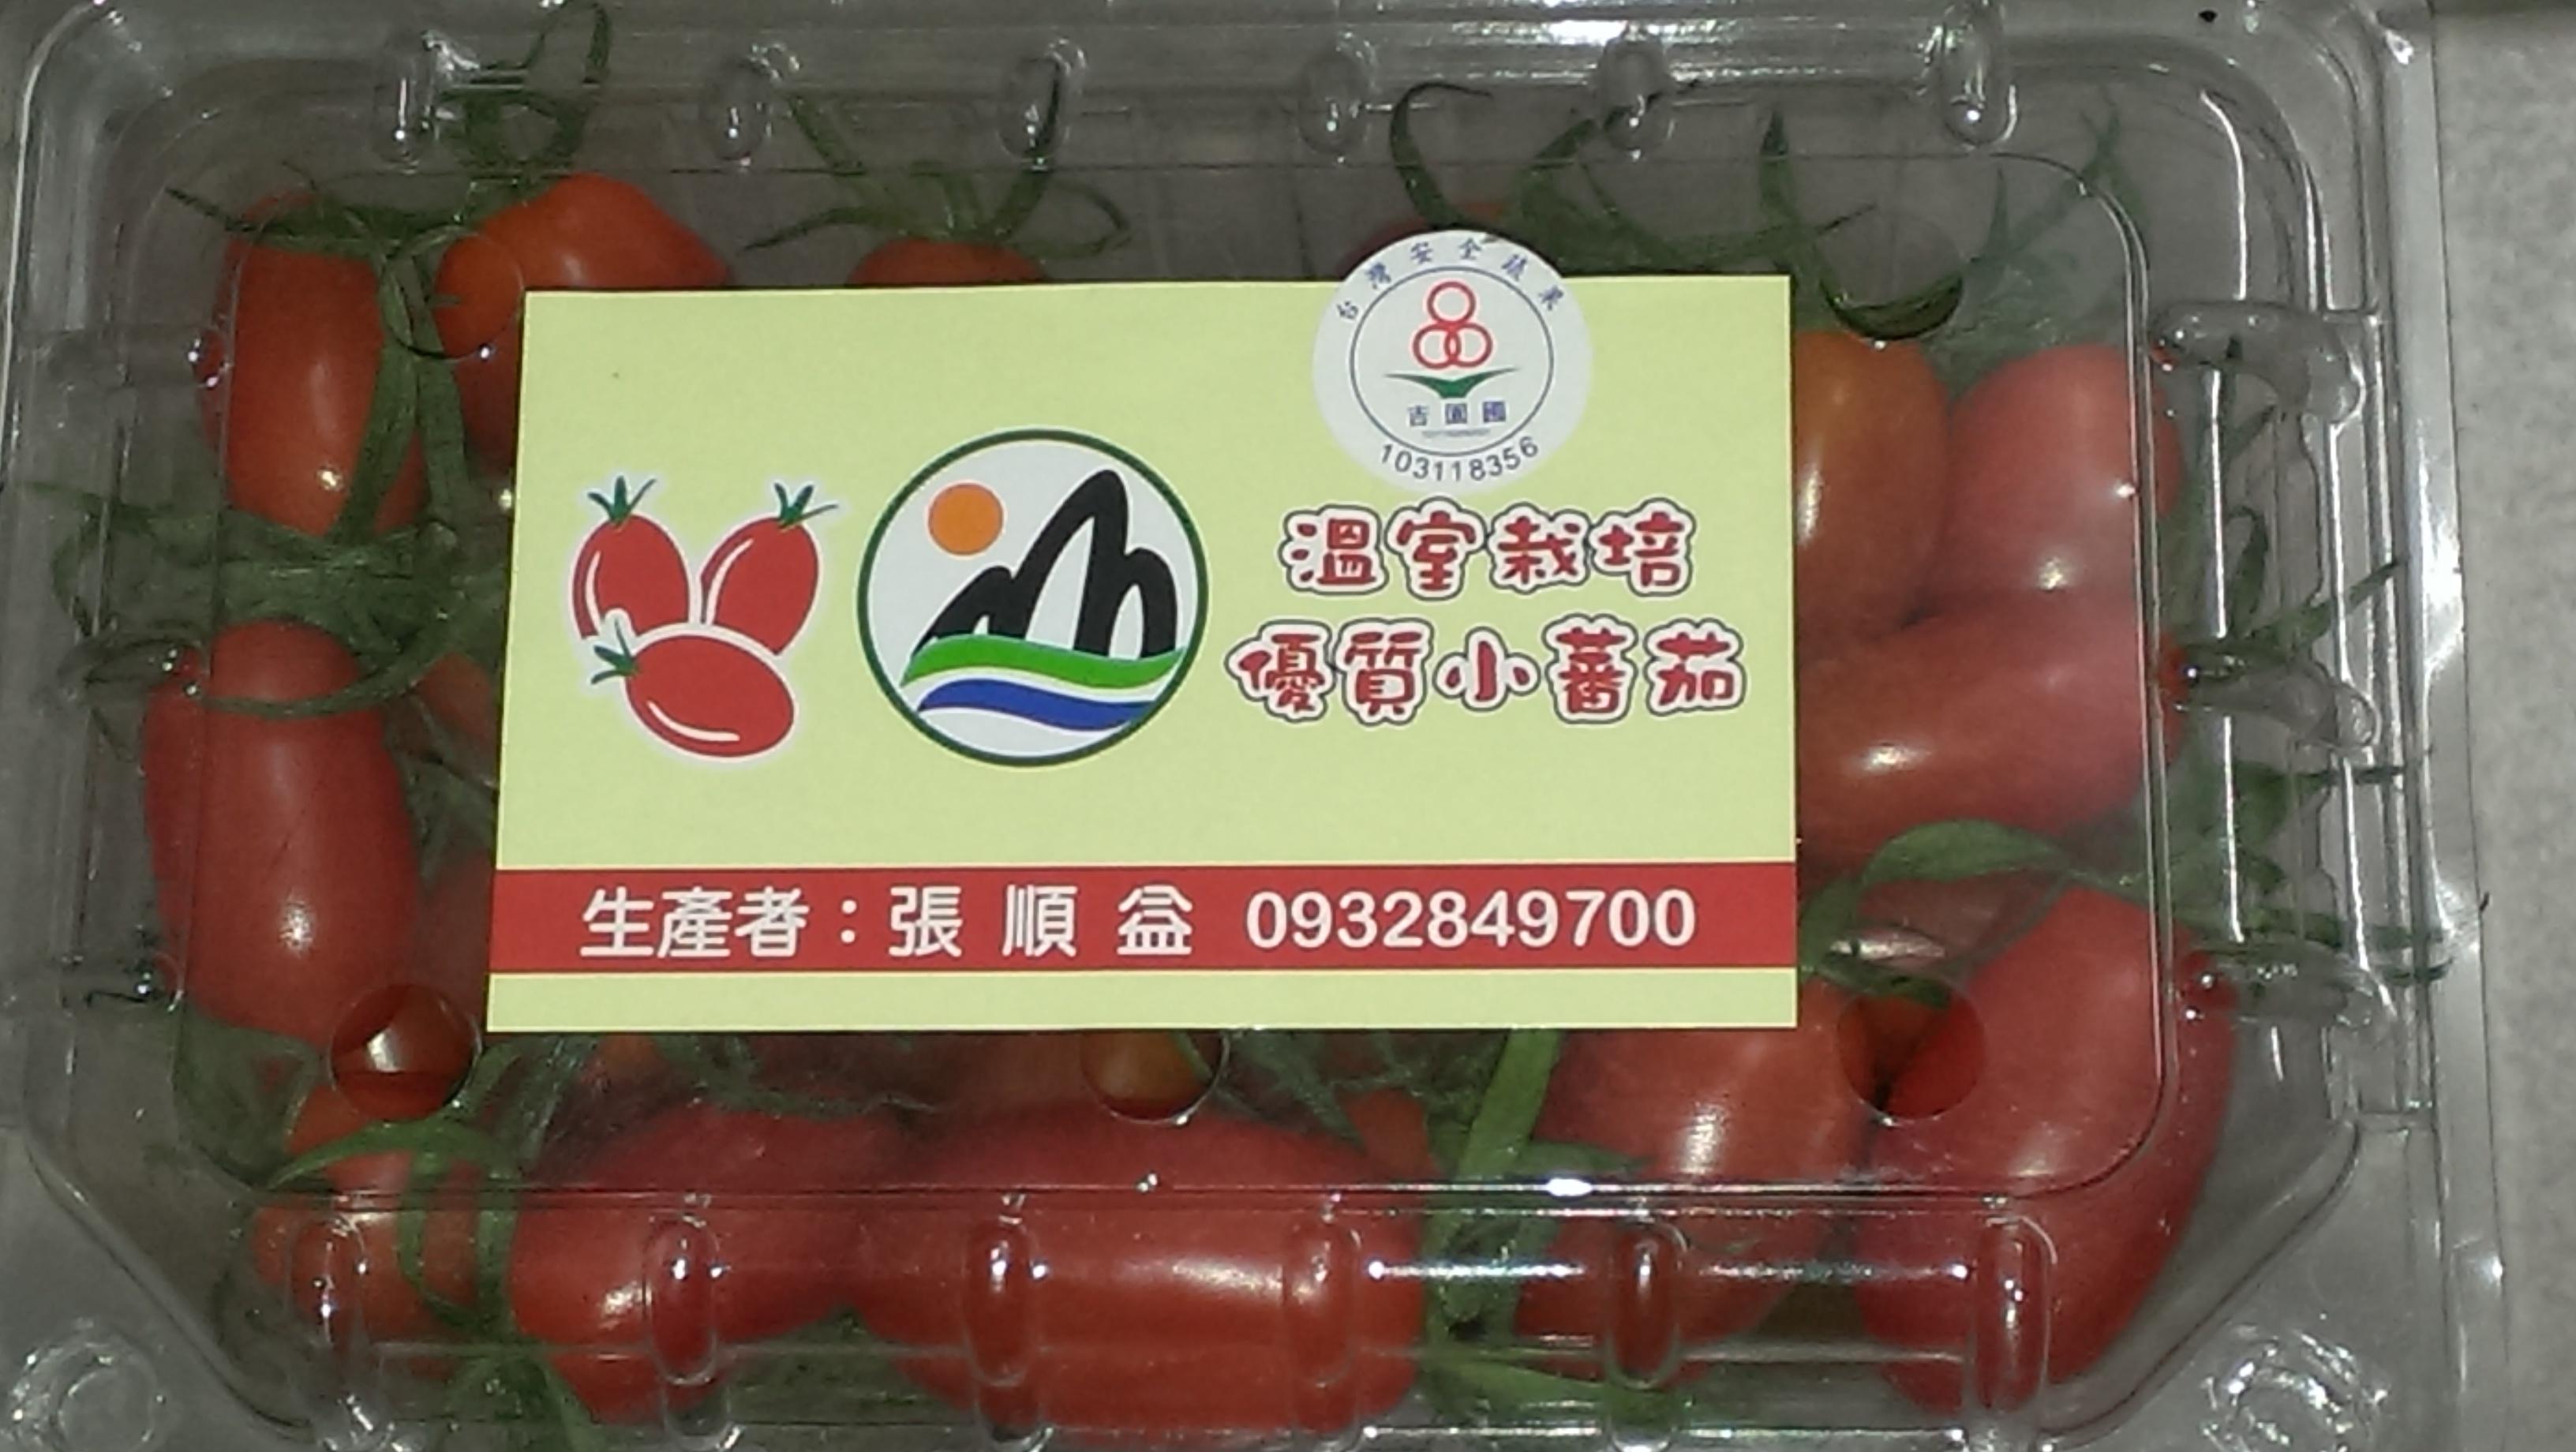 台灣安全蔬果
吉園圃
103118356
溫室栽培
優質小蕃茄
生產者：張順益 0932849700